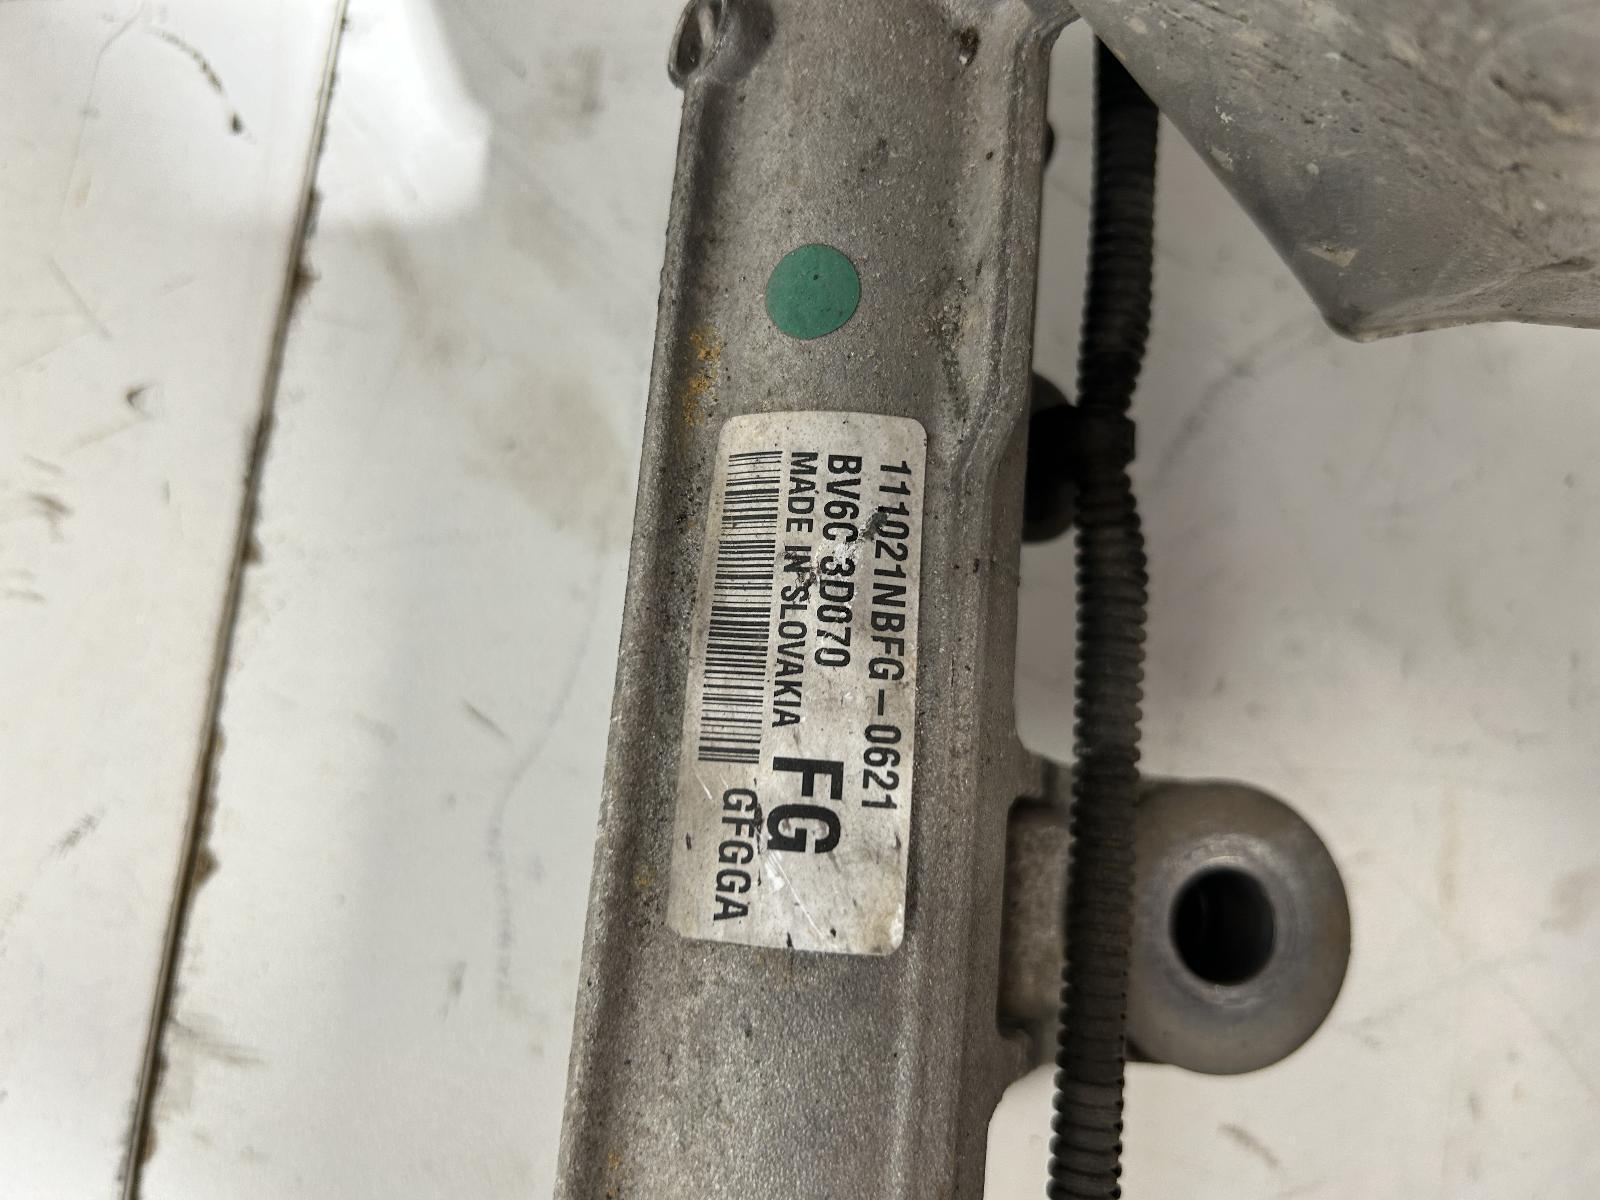 111021NBFG-0621
BV6C 3D070
MADE IN SLOVAKIA
FG
GFGGA